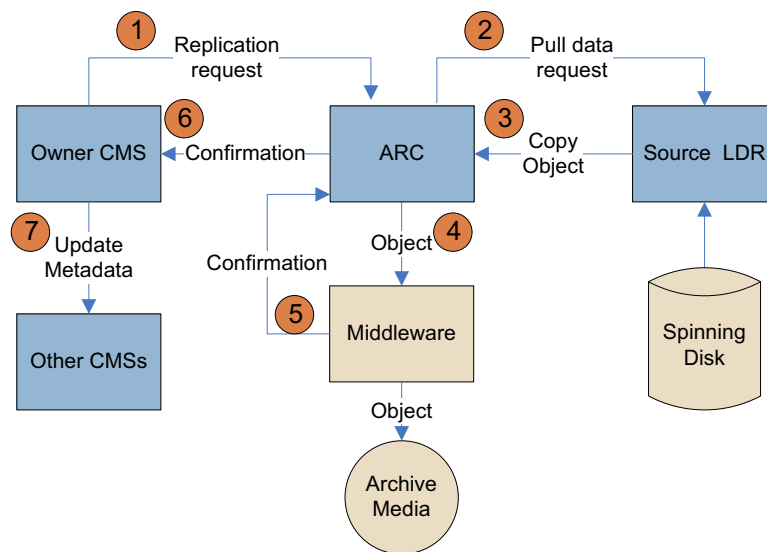 1
Replication
request
2
Pull data
request
Owner CMS
6
Confirmation
ARC
3
Copy
Object
Source LDR
7
Update
Metadata
Confirmation
Object
4
5
Middleware
Other CMSs
Spinning
Disk
Object
Archive
Media